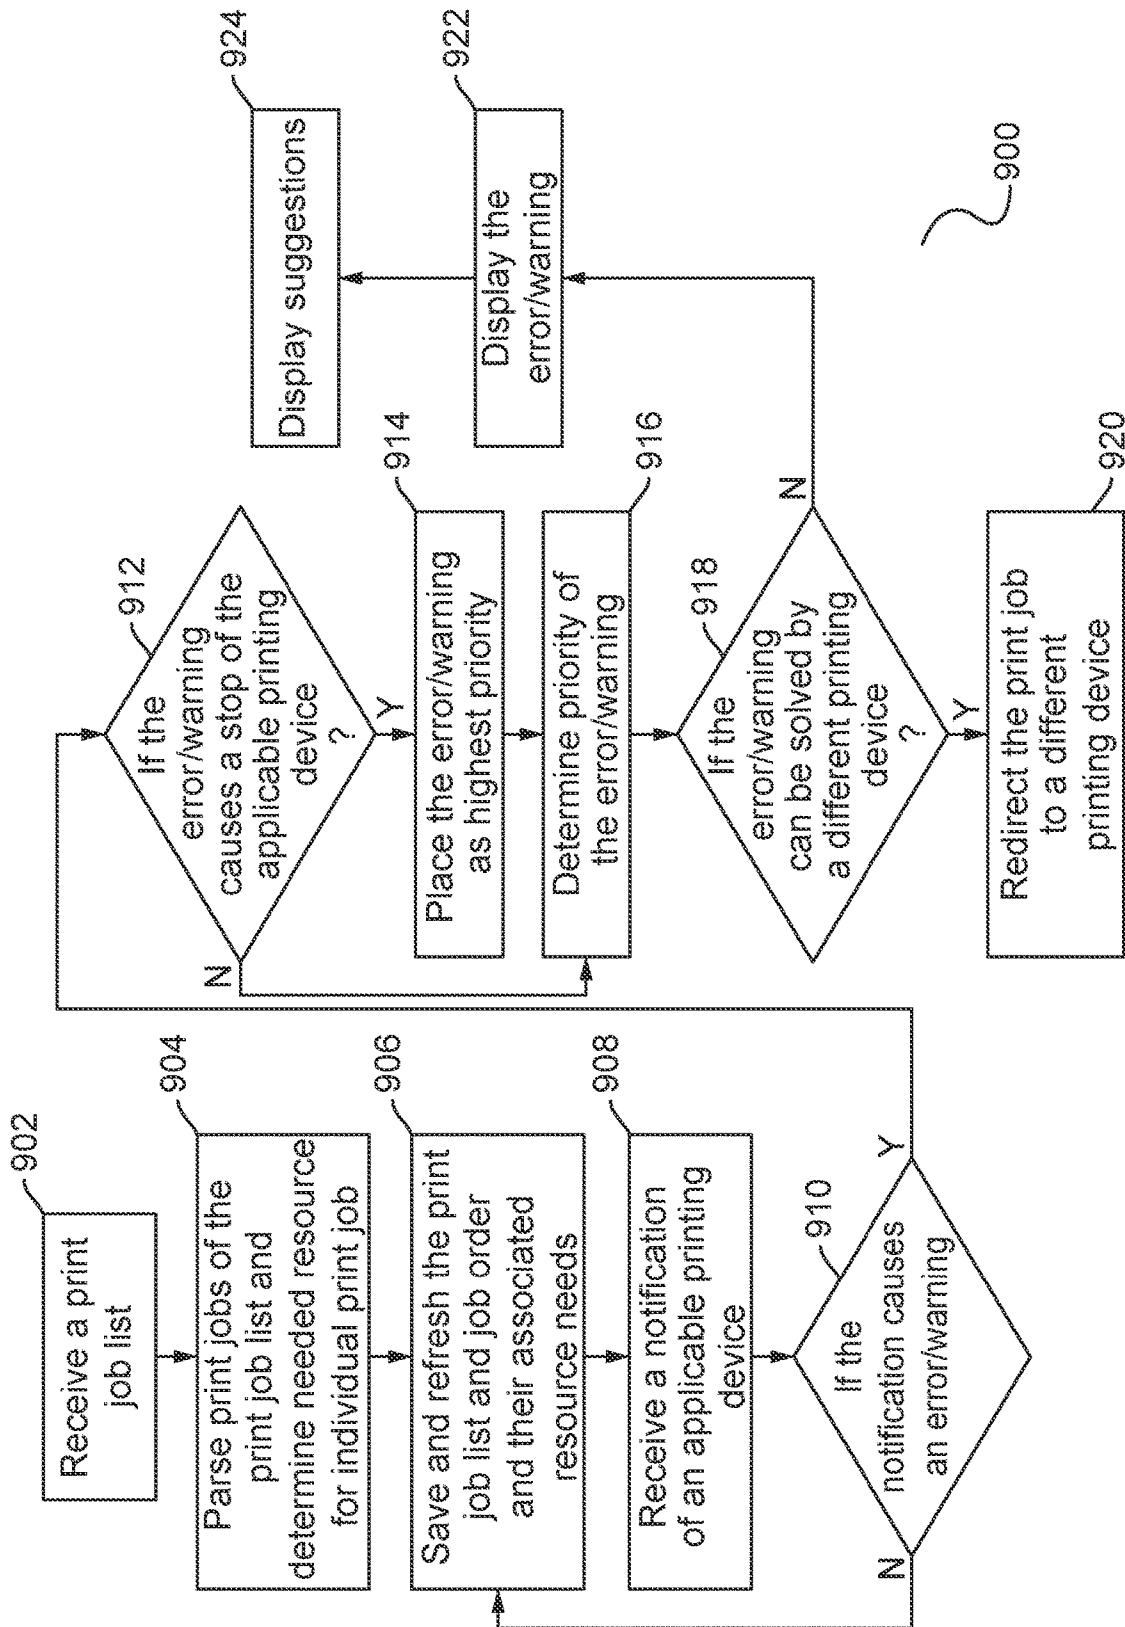 902
Receive a print
job list
904
Parse print jobs of the
print job list and
determine needed resource
for individual print job
906
Save and refresh the print
job list and job order
and their associated
resource needs
908
Receive a notification
of an applicable printing
device
910
If the
notification causes
an error/warning
N
Y
912
If the
error/warning
causes a stop of the
applicable printing
device
?
N
Y
914
Place the error/warning
as highest priority
916
Determine priority of
the error/warning
918
If the
error/warning
can be solved by
a different printing
device
?
N
Y
920
Redirect the print job
to a different
printing device
922
Display the
error/warning
924
Display suggestions
900